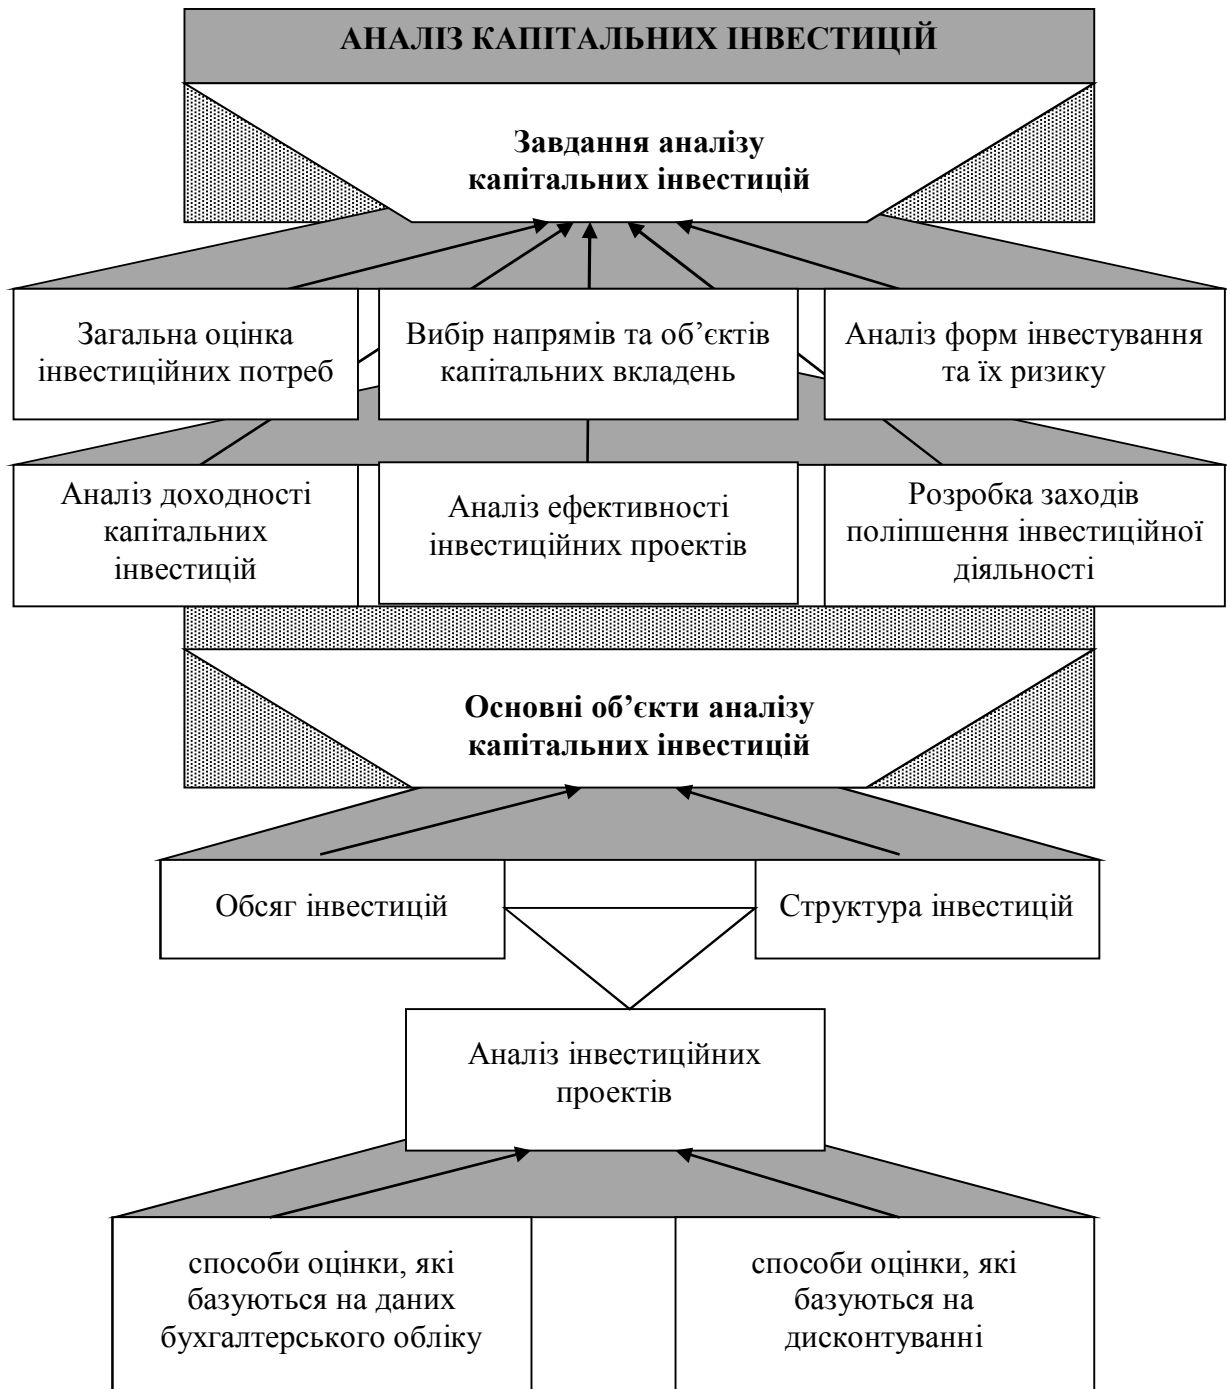 АНАЛІЗ КАПІТАЛЬНИХ ІНВЕСТИЦІЙ
Завдання аналізу
капітальних інвестицій
Загальна оцінка
інвестиційних потреб
Вибір напрямів та об’єктів
капітальних вкладень
Аналіз форм інвестування
та їх ризику
Аналіз доходності
капітальних
інвестицій
Аналіз ефективності
інвестиційних проектів
Розробка заходів
поліпшення інвестиційної
діяльності
Основні об’єкти аналізу
капітальних інвестицій
Обсяг інвестицій
Структура інвестицій
Аналіз інвестиційних
проектів
способи оцінки, які
базуються на даних
бухгалтерського обліку
способи оцінки, які
базуються на
дисконтуванні